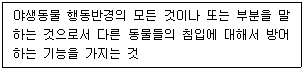 야생동물 행동반경의 모든 것이나 또는 부분을 말
하는 것으로서 다른 동물들의 침입에 대해서 방어
하는 기능을 가지는 것